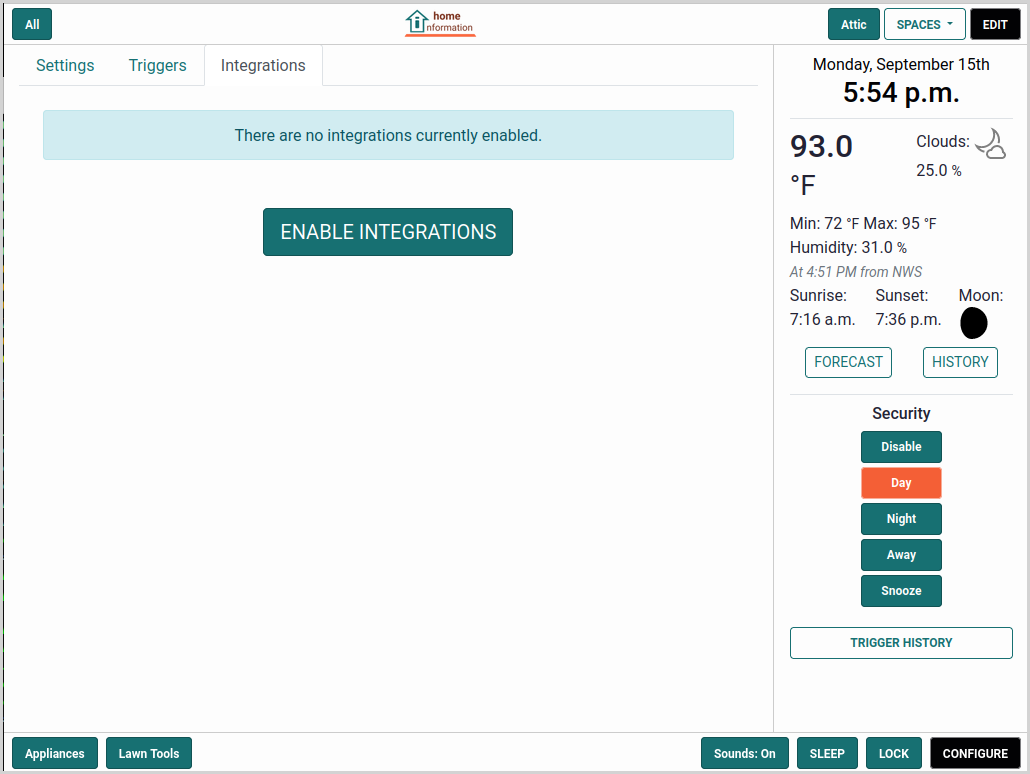 All
home
nformation
Attic
SPACES
EDIT
Settings
Triggers
Integrations
There are no integrations currently enabled.
ENABLE INTEGRATIONS
Monday, September 15th
5:54 p.m.
93.0
°F
Clouds:
25.0 %
Min: 72 °F Max: 95 °F
Humidity: 31.0 %
At 4:51 PM from NWS
Sunrise: Sunset: Moon:
7:16 a.m. 7:36 p.m.
FORECAST
HISTORY
Security
Disable
Day
Night
Away
Snooze
TRIGGER HISTORY
Appliances
Lawn Tools
Sounds: On
SLEEP
LOCK
CONFIGURE